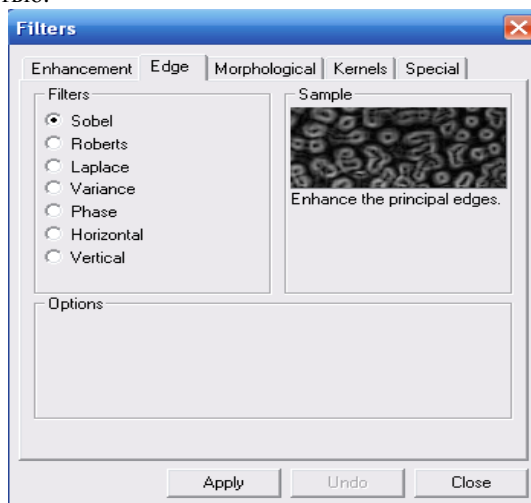 Filters
Enhancement Edge Morphological Kernels Special
Filters
Sobel
Roberts
Laplace
Variance
Phase
Horizontal
Vertical
Sample
Enhance the principal edges.
Options
Apply Undo Close